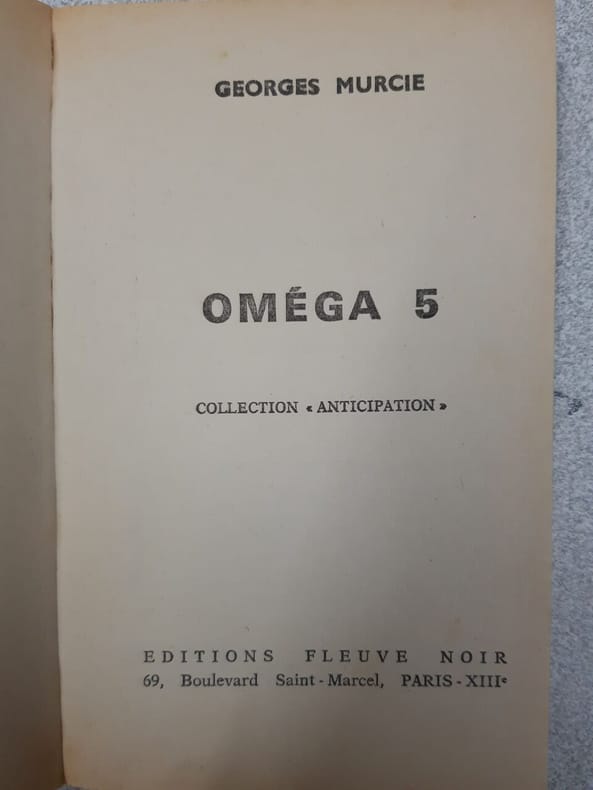 GEORGES MURCIE
OMÉGA 5
COLLECTION « ANTICIPATION »
EDITIONS FLEUVE NOIR
69, Boulevard Saint-Marcel, PARIS-XIIIᵉ